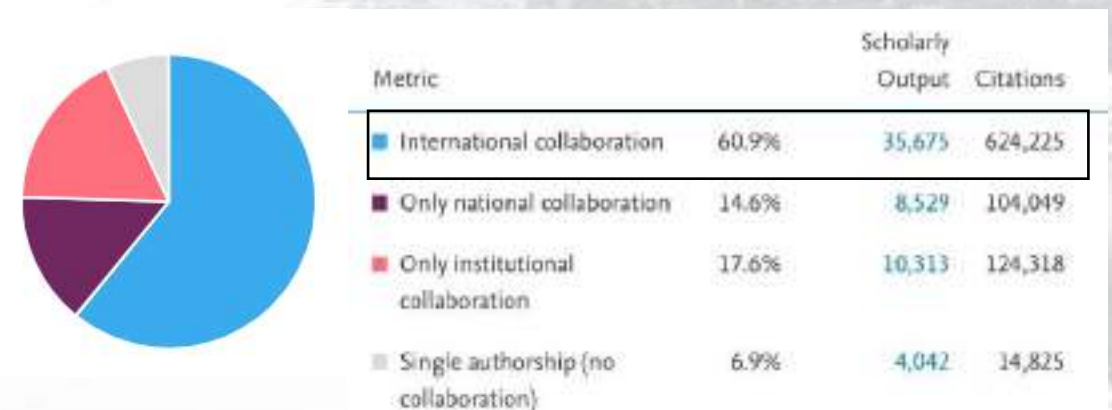 Scholarly
Metric Output Citations
International collaboration 60.9% 35,675 624,225
Only national collaboration 14.6% 8,529 104,049
Only institutional 17.6% 10,313 124,318
collaboration
Single authorship (no 6.9% 4,042 14,825
collaboration)